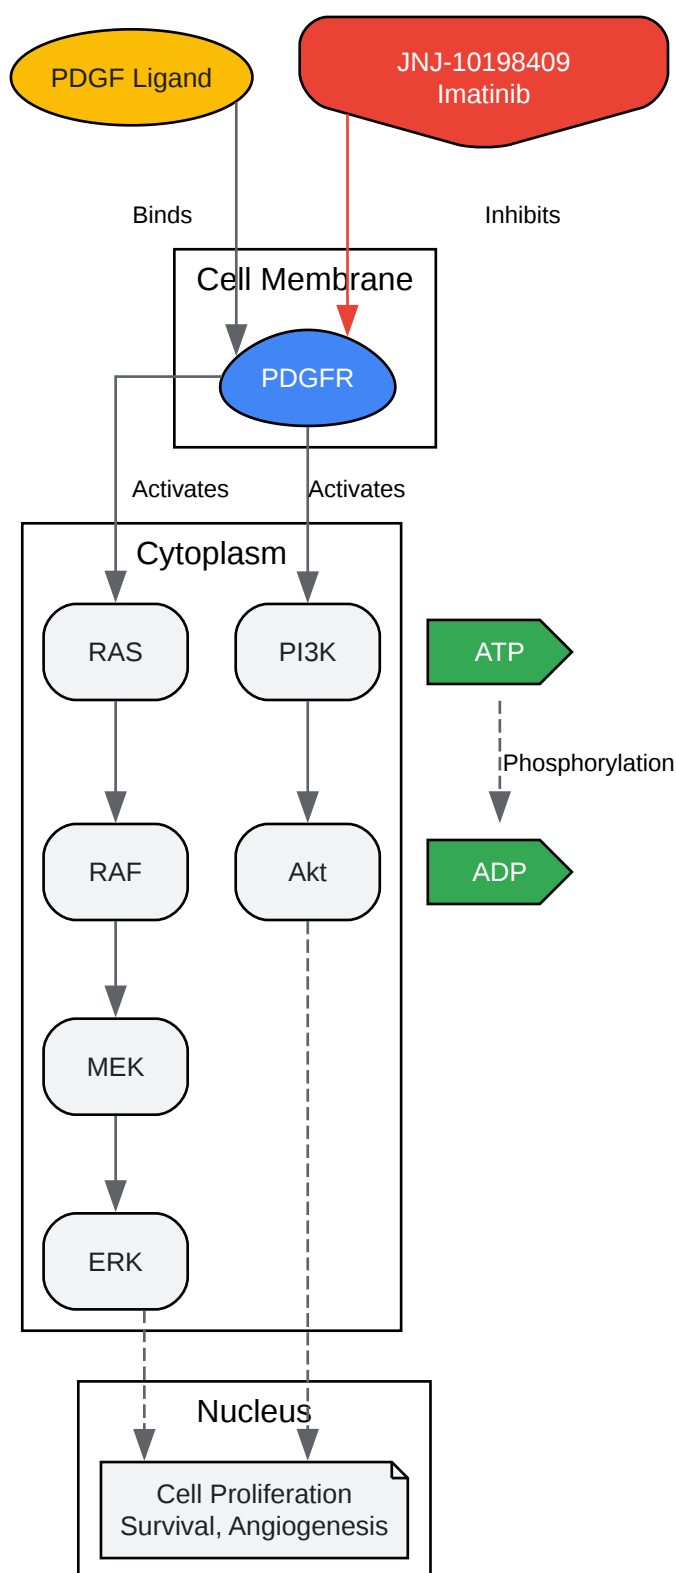 PDGF Ligand
JNJ-10198409
Imatinib
Binds
Inhibits
Cell Membrane
PDGFR
Activates
Activates
Cytoplasm
RAS
PI3K
ATP
Phosphorylation
RAF
Akt
ADP
MEK
ERK
Nucleus
Cell Proliferation
Survival, Angiogenesis